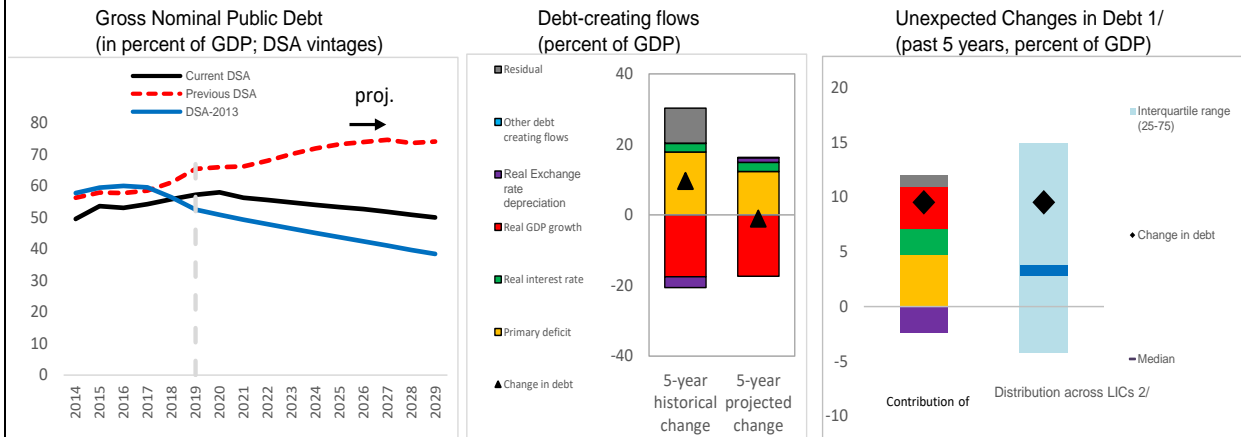 Gross Nominal Public Debt
(in percent of GDP; DSA vintages)
Current DSA
Previous DSA
DSA-2013
proj.
80
70
60
50
40
30
20
10
0
2014
2015
2016
2017
2018
2019
2020
2021
2022
2023
2024
2025
2026
2027
2028
2029
Debt-creating flows
(percent of GDP)
Residual
Other debt
creating flows
Real Exchange
rate
depreciation
Real GDP growth
Real interest rate
Primary deficit
Change in debt
40
20
0
-20
-40
5-year
historical
change
5-year
projected
change
Unexpected Changes in Debt 1/
(past 5 years, percent of GDP)
20
15
10
5
0
-5
-10
Interquartile range
(25-75)
Change in debt
Median
Contribution of
Distribution across LICs 2/